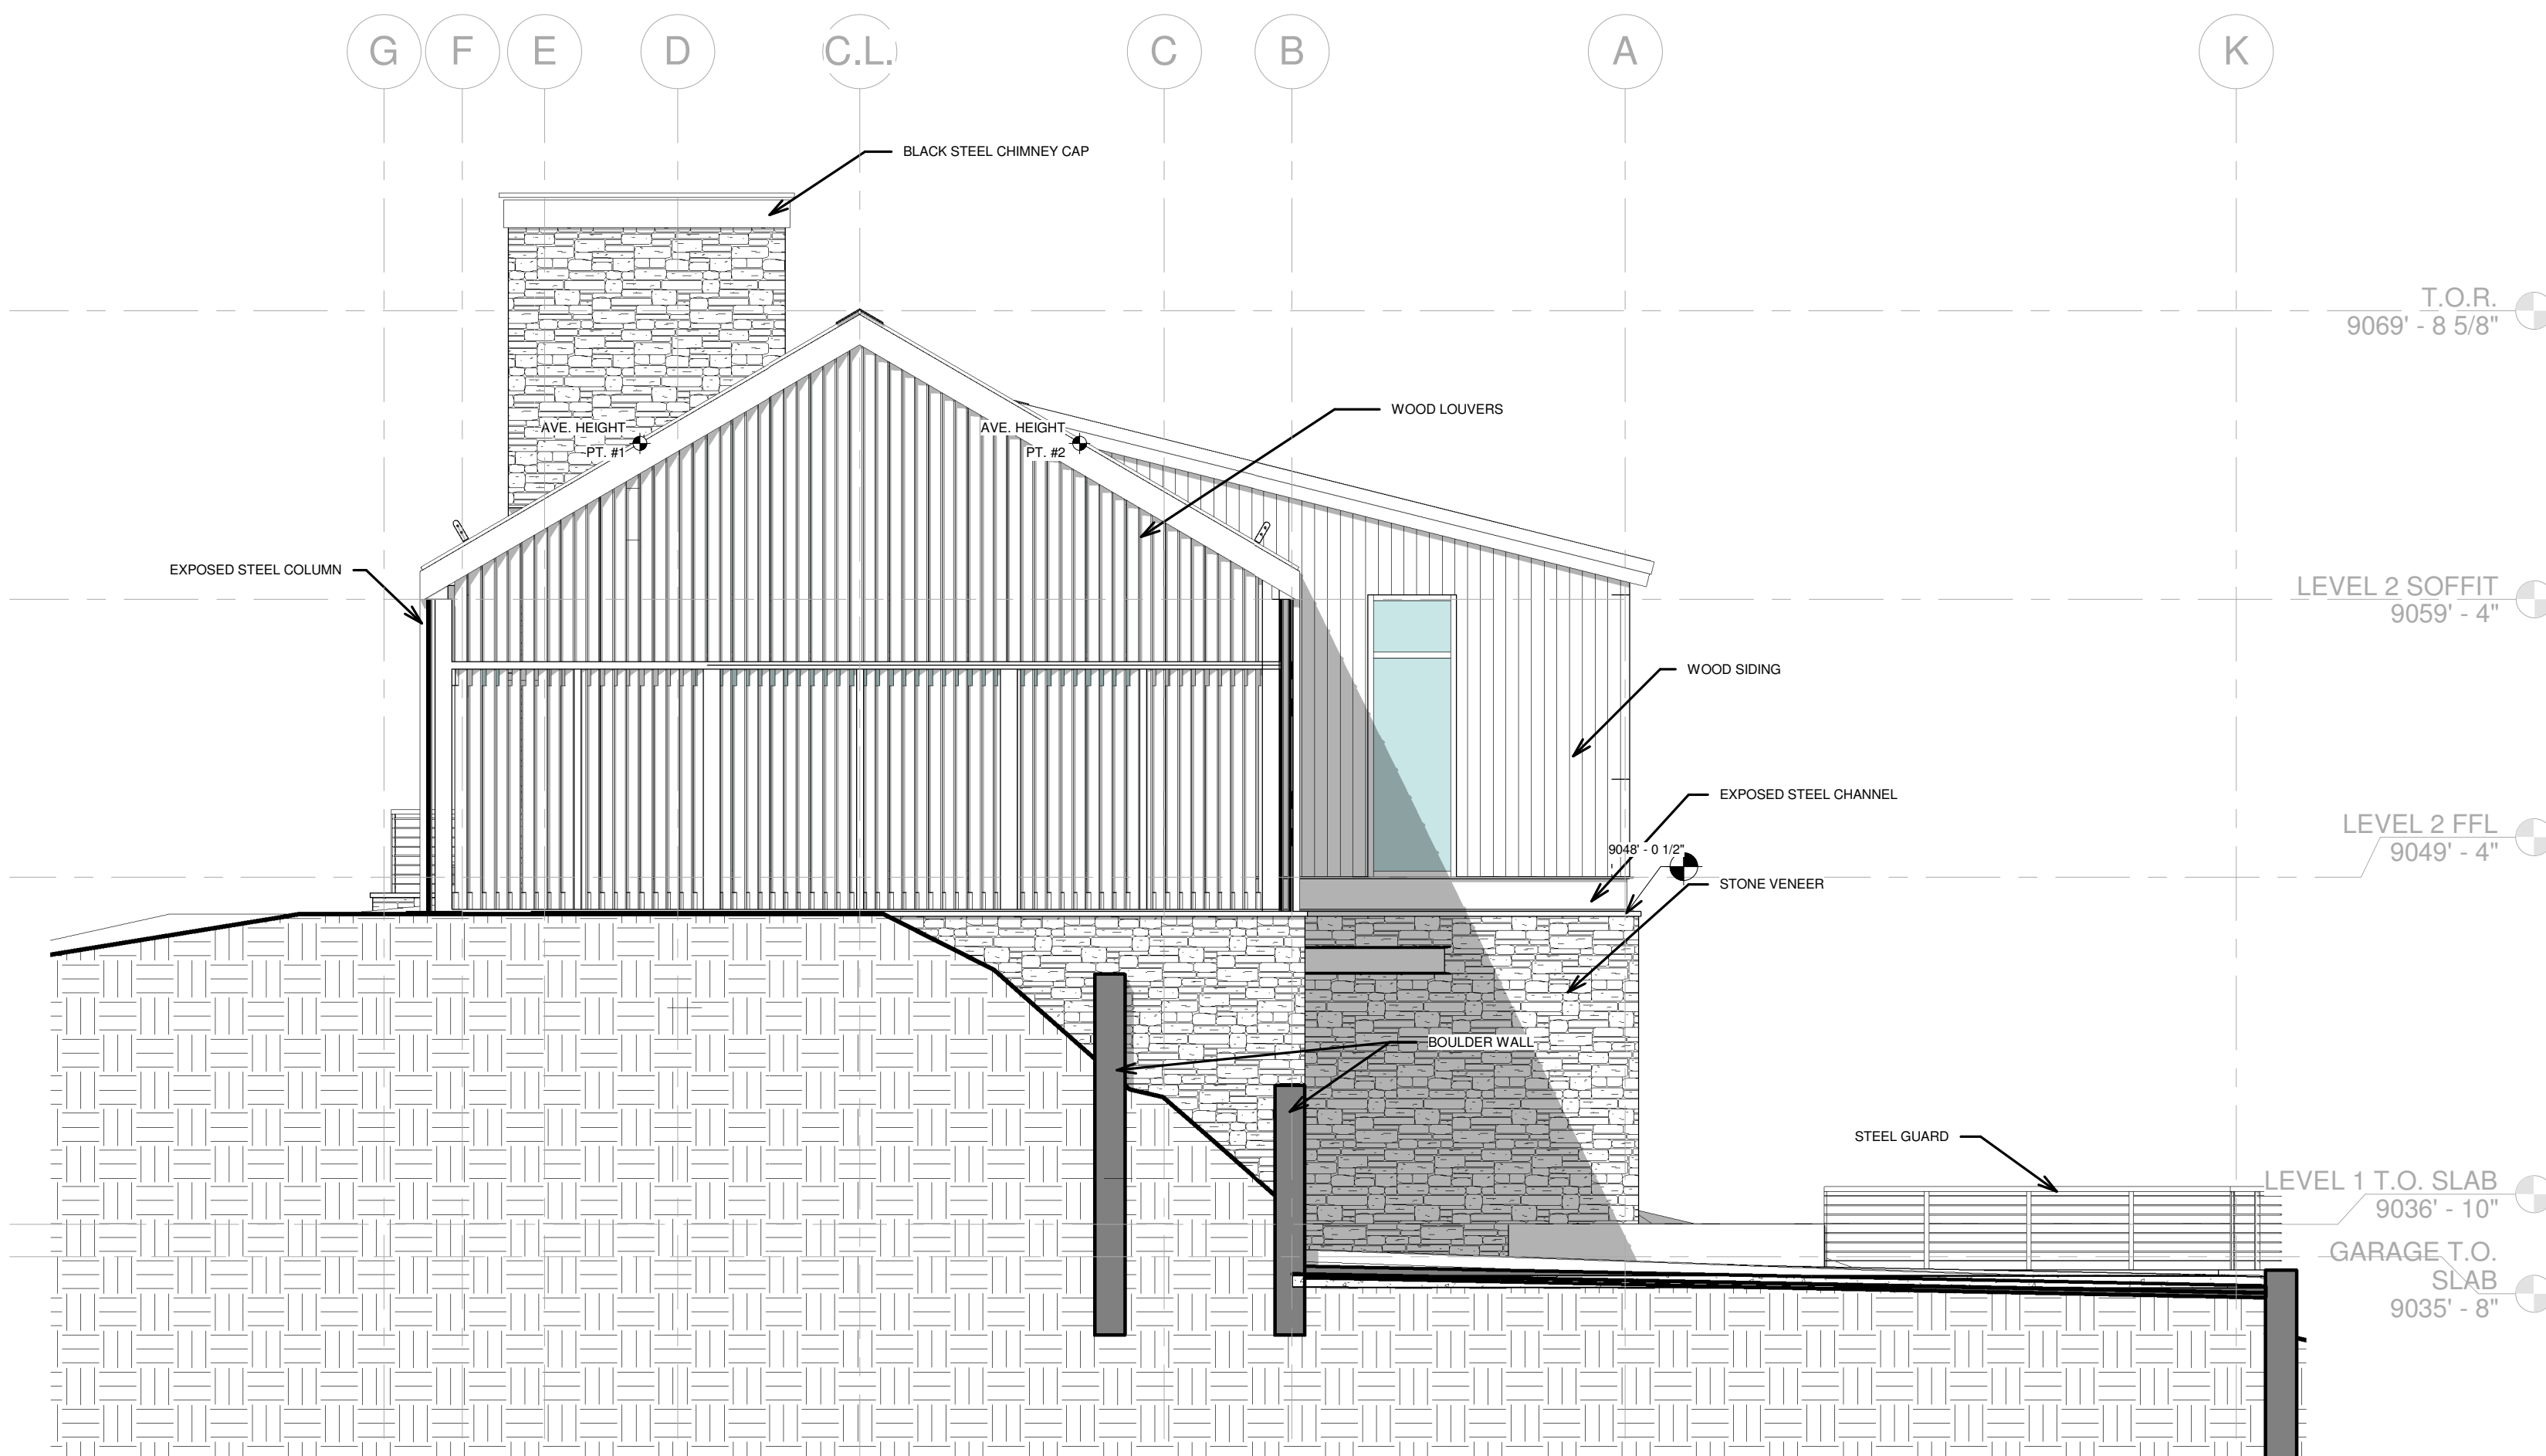 G F E D C.L. C B A K
BLACK STEEL CHIMNEY CAP
T.O.R.
9069' - 8 5/8"
WOOD LOUVERS
AVE. HEIGHT
PT. #1
AVE. HEIGHT
PT. #2
EXPOSED STEEL COLUMN
LEVEL 2 SOFFIT
9059' - 4"
WOOD SIDING
EXPOSED STEEL CHANNEL
LEVEL 2 FFL
9049' - 4"
9048' - 0 1/2"
STONE VENEER
BOULDER WALL
STEEL GUARD
LEVEL 1 T.O. SLAB
9036' - 10"
GARAGE T.O.
SLAB
9035' - 8"